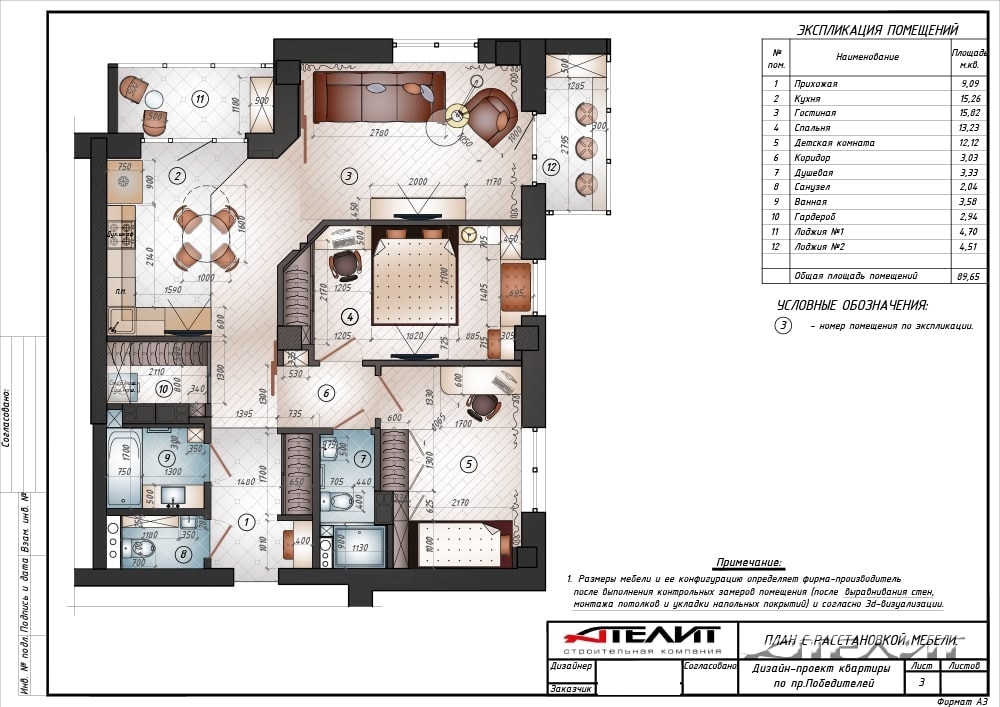 ЭКСПЛИКАЦИЯ ПОМЕЩЕНИЙ
№ пом. Наименование Площадь м.кв.
1 Прихожая 9,09
2 Кухня 15,26
3 Гостиная 15,82
4 Спальня 13,23
5 Детская комната 12,12
6 Коридор 3,03
7 Душевая 3,33
8 Санузел 2,04
9 Ванная 3,58
10 Гардероб 2,94
11 Лоджия №1 4,70
12 Лоджия №2 4,51
Общая площадь помещений 89,65
УСЛОВНЫЕ ОБОЗНАЧЕНИЯ:
3 - номер помещения по экспликации.
500
500
11
1180
900
2780
1050
1000
500
1285
300
2795
12
750
900
2
3
2000
1170
450
1600
2140
1000
1590
П.М.
600
500
1205
2170
4
1205
2100
1820
725
705
450
1405
695
885
305
2110
800
340
10
1300
1395
530
735
6
1300
600
1330
600
1065
1700
1300
5
2170
625
1000
1700
750
9
300
350
1300
500
1480
1700
650
1
1010
400
500
7
705
440
400
900
1130
1180
350
400
700
8
Примечание:
1. Размеры мебели и ее конфигурацию определяет фирма-производитель
после выполнения контрольных замеров помещения (после выравнивания стен,
монтажа потолков и укладки напольных покрытий) и согласно 3d-визуализации.
АТЕЛИТ
строительная компания
ПЛАН С РАССТАНОВКОЙ МЕБЕЛИ.
Дизайнер
Согласовано
Заказчик
Дизайн-проект квартиры
по пр.Победителей
Лист
Листов
3
Формат А3
Согласовано:
Взам. инв. №
Подпись и дата
Инв. № подл.